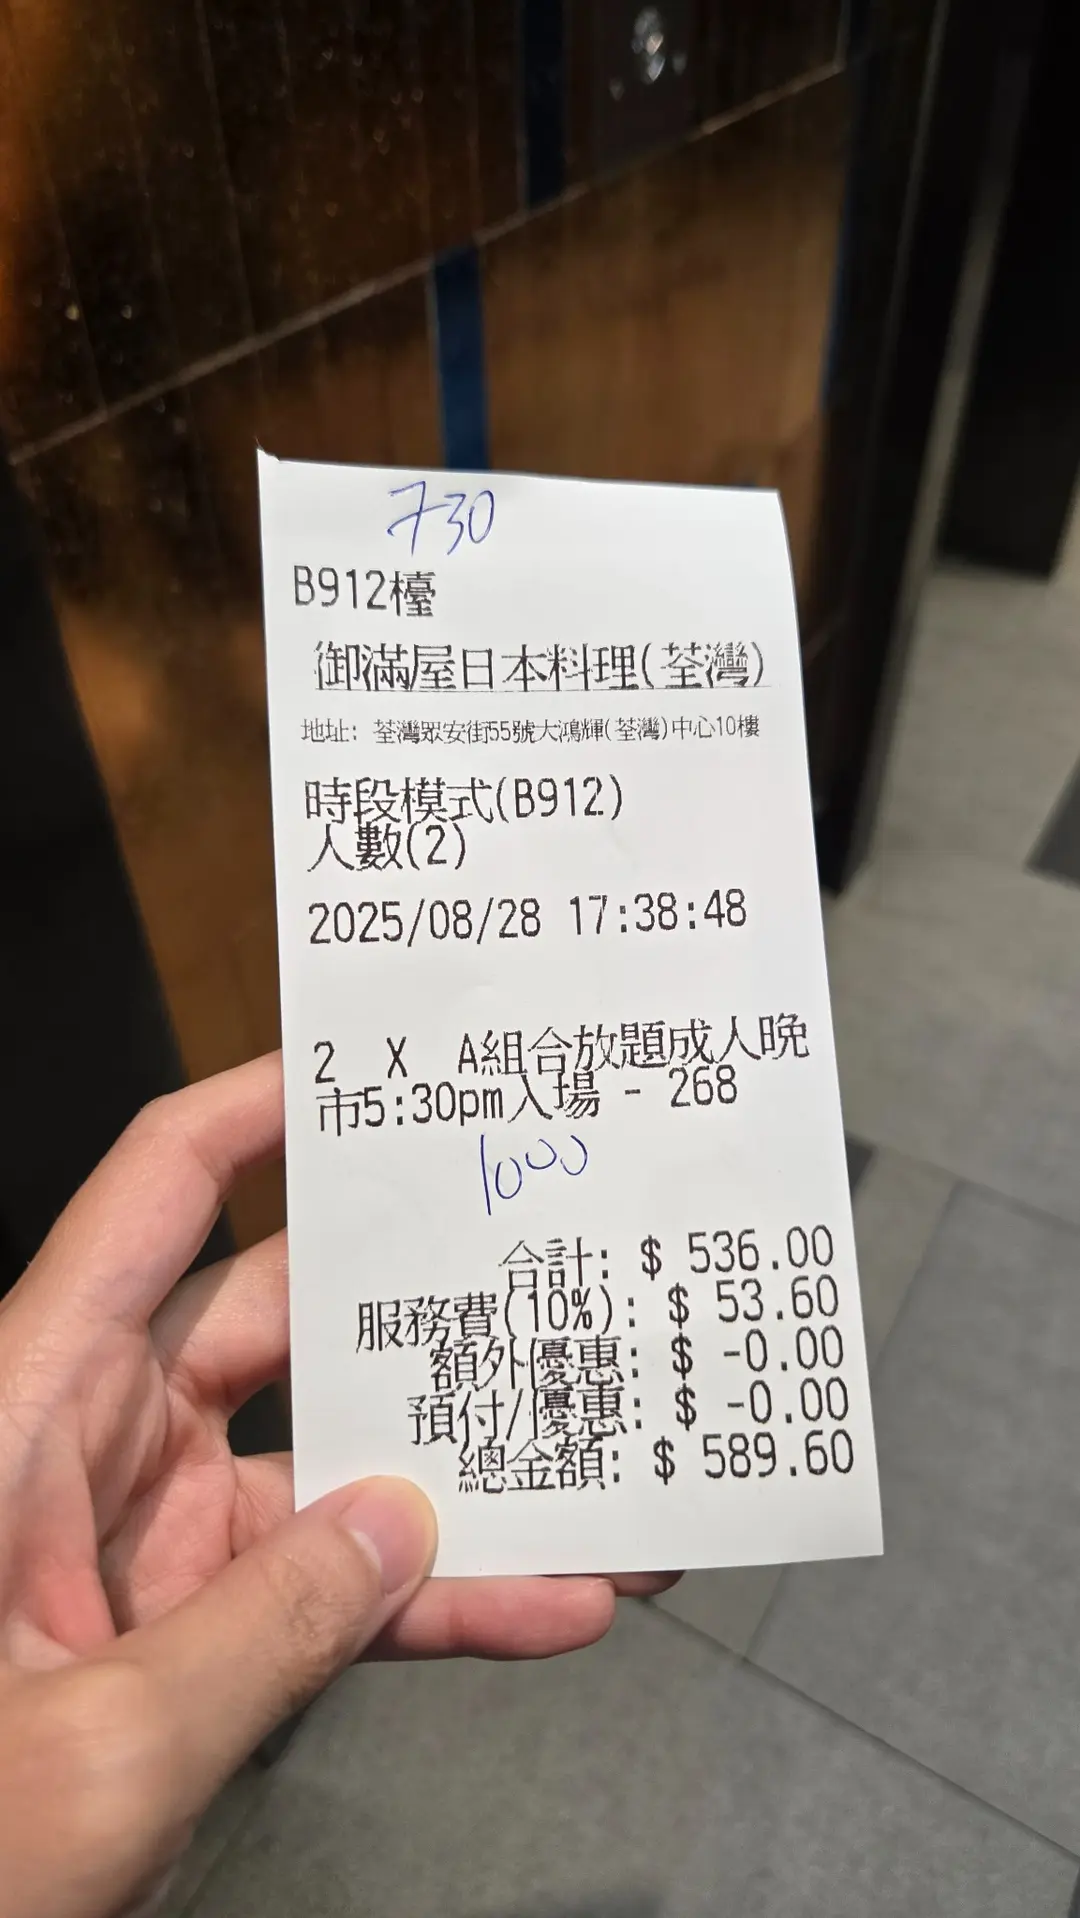 730
B912檯
御滿屋日本料理(荃灣)
地址: 荃灣眾安街55號大鴻輝(荃灣)中心10樓
時段模式(B912)
人數(2)
2025/08/28 17:38:48
2 X A組合放題成人晚
市5:30pm入場 - 268
1000
合計: $ 536.00
服務費(10%): $ 53.60
額外優惠: $ -0.00
預付/優惠: $ -0.00
總金額: $ 589.60